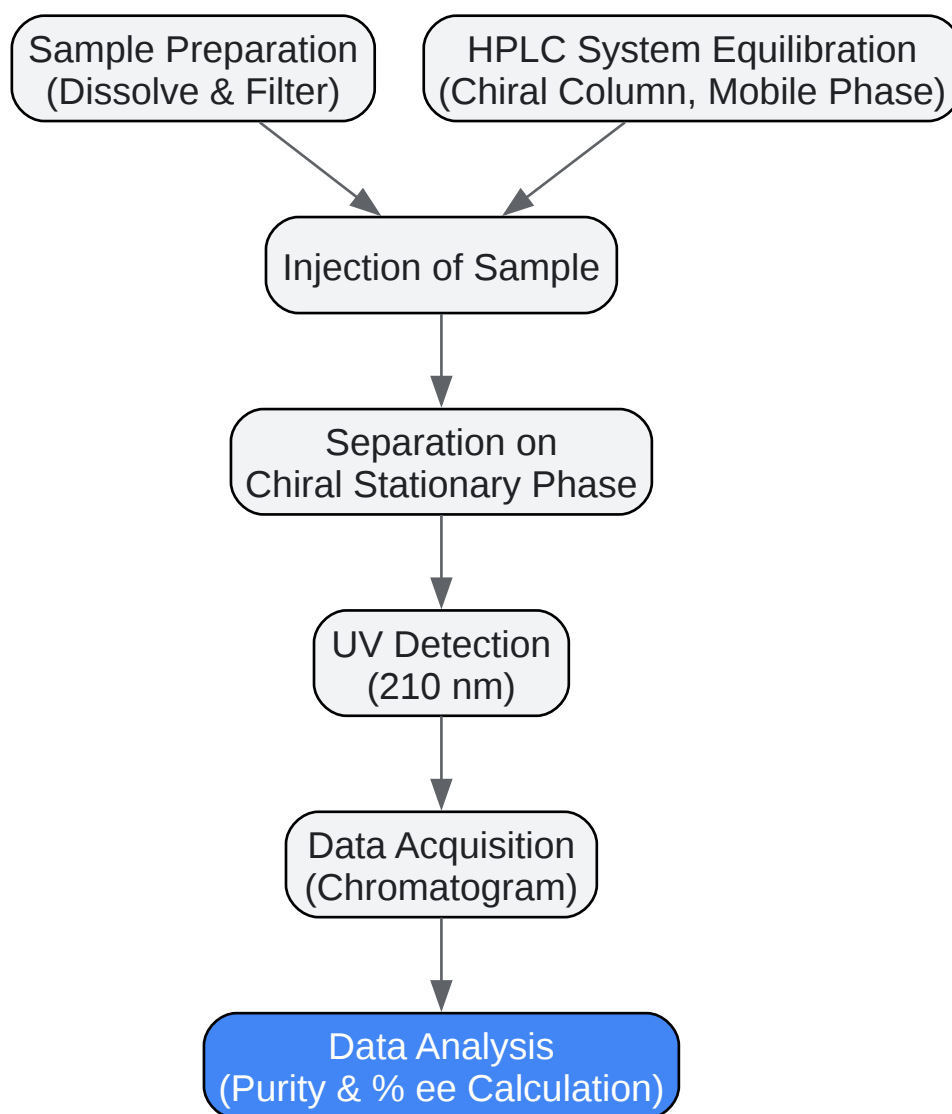 Sample Preparation
(Dissolve & Filter)
HPLC System Equilibration
(Chiral Column, Mobile Phase)
Injection of Sample
Separation on
Chiral Stationary Phase
UV Detection
(210 nm)
Data Acquisition
(Chromatogram)
Data Analysis
(Purity & % ee Calculation)